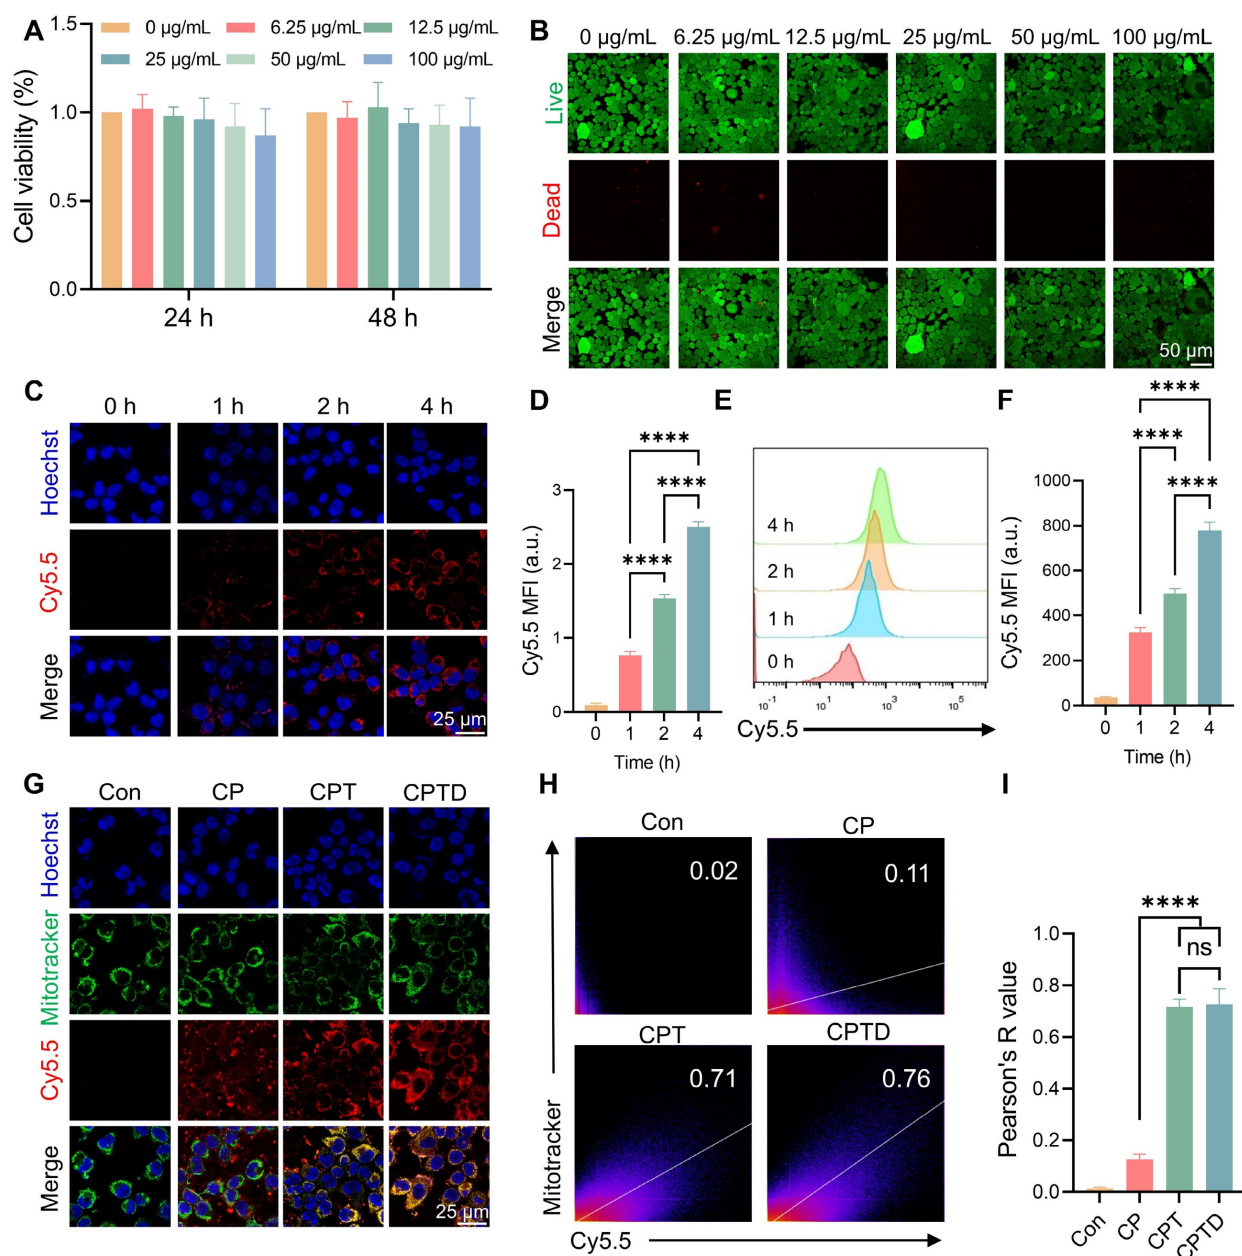 A
1.5
1.0
0.5
0.0
Cell viability (%)
0 µg/mL 6.25 µg/mL 12.5 µg/mL
25 µg/mL 50 µg/mL 100 µg/mL
24 h 48 h
B
0 µg/mL 6.25 µg/mL 12.5 µg/mL 25 µg/mL 50 µg/mL 100 µg/mL
Live
Dead
Merge
50 µm
C
0 h 1 h 2 h 4 h
Hoechst
Cy5.5
Merge
25 µm
D
Cy5.5 MFI (a.u.)
3
2
1
0
****
****
****
0 1 2 4
Time (h)
E
4 h
2 h
1 h
0 h
10⁻¹ 10¹ 10³ 10⁵
Cy5.5
F
Cy5.5 MFI (a.u.)
1000
800
600
400
200
0
****
****
****
0 1 2 4
Time (h)
G
Con CP CPT CPTD
Hoechst
Mitotracker
Cy5.5
Merge
25 µm
H
Con CP
0.02 0.11
CPT CPTD
0.71 0.76
Mitotracker
Cy5.5
I
Pearson's R value
1.0
0.8
0.6
0.4
0.2
0.0
****
ns
Con CP CPT CPTD